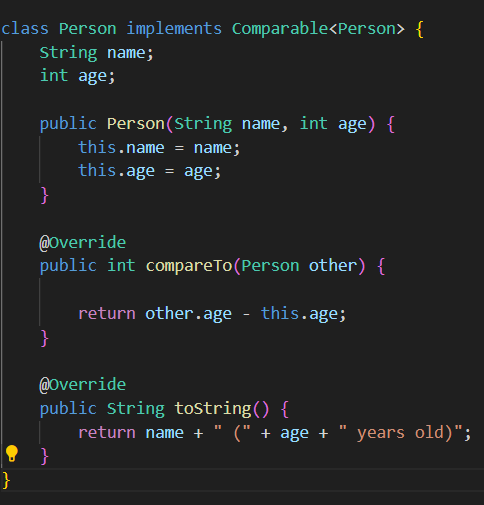 class Person implements Comparable<Person> {
    String name;
    int age;

    public Person(String name, int age) {
        this.name = name;
        this.age = age;
    }

    @Override
    public int compareTo(Person other) {

        return other.age - this.age;
    }

    @Override
    public String toString() {
        return name + " (" + age + " years old)";
    }
}